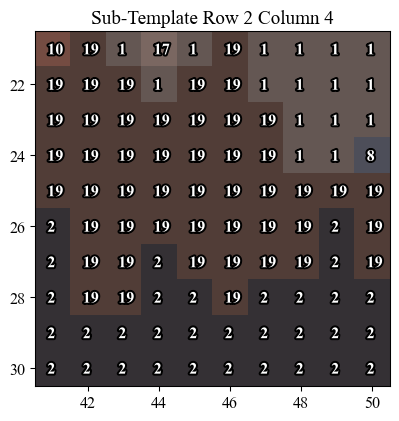 Sub-Template Row 2 Column 4
10 19 1 17 1 19 1 1 1 1
22 19 19 19 1 19 19 1 1 1 1
19 19 19 19 19 19 19 1 1 1
24 19 19 19 19 19 19 19 1 1 8
19 19 19 19 19 19 19 19 19 19
26 2 19 19 19 19 19 19 19 2 19
2 19 19 2 19 19 19 19 2 19
28 2 19 19 2 2 19 2 2 2 2
2 2 2 2 2 2 2 2 2 2
30 2 2 2 2 2 2 2 2 2 2
42 44 46 48 50